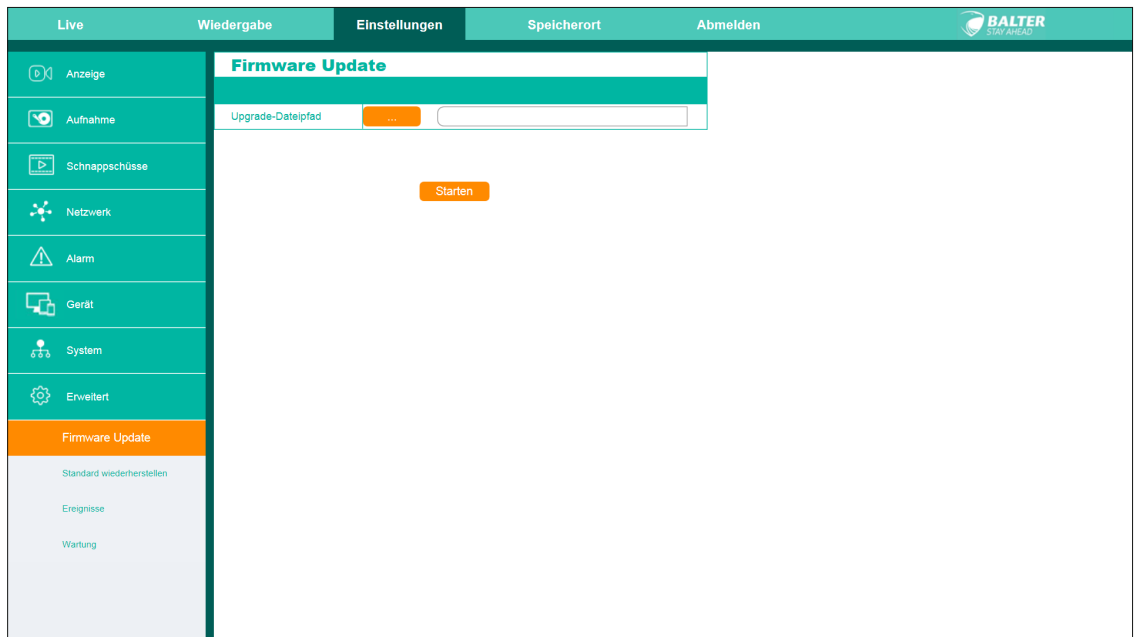 Live Wiedergabe Einstellungen Speicherort Abmelden BALTER
STAY AHEAD
Anzeige
Aufnahme
Schnappschüsse
Netzwerk
Alarm
Gerät
System
Erweitert
Firmware Update
Standard wiederherstellen
Ereignisse
Wartung
Firmware Update
Upgrade-Dateipfad ...
Starten